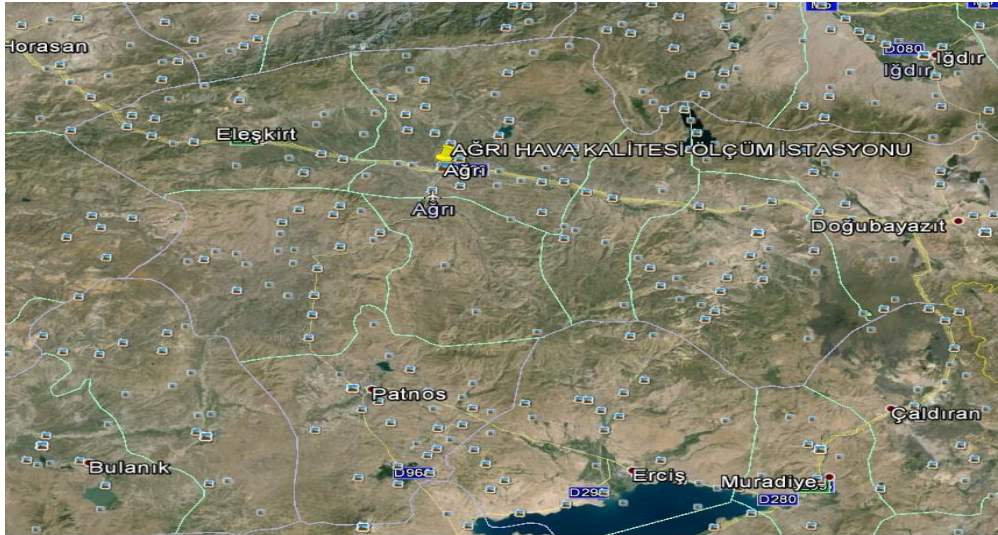 Horasan
D080
Iğdır
Iğdır
Eleşkirt
AĞRI HAVA KALİTESİ ÖLÇÜM İSTASYONU
Ağrı
Ağrı
Doğubayazıt
Patnos
Çaldıran
Bulanık
D96
Erciş
Muradiye
D29
D280